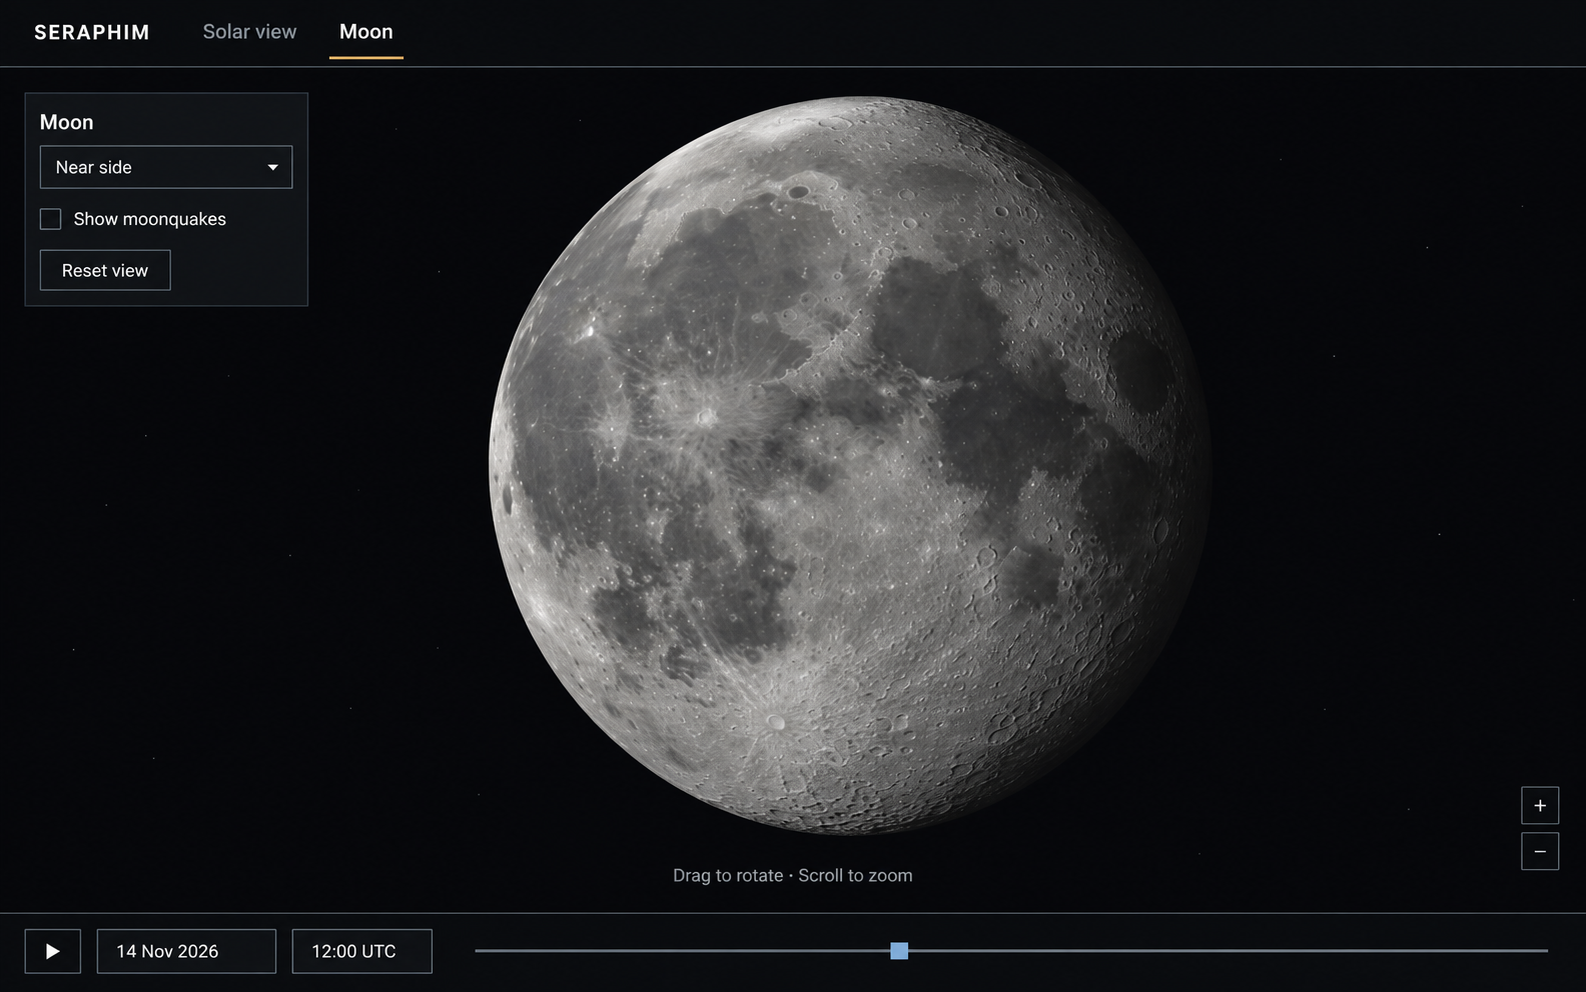 SERAPHIM Solar view Moon
Moon
Near side
Show moonquakes
Reset view
+
−
Drag to rotate · Scroll to zoom
14 Nov 2026 12:00 UTC